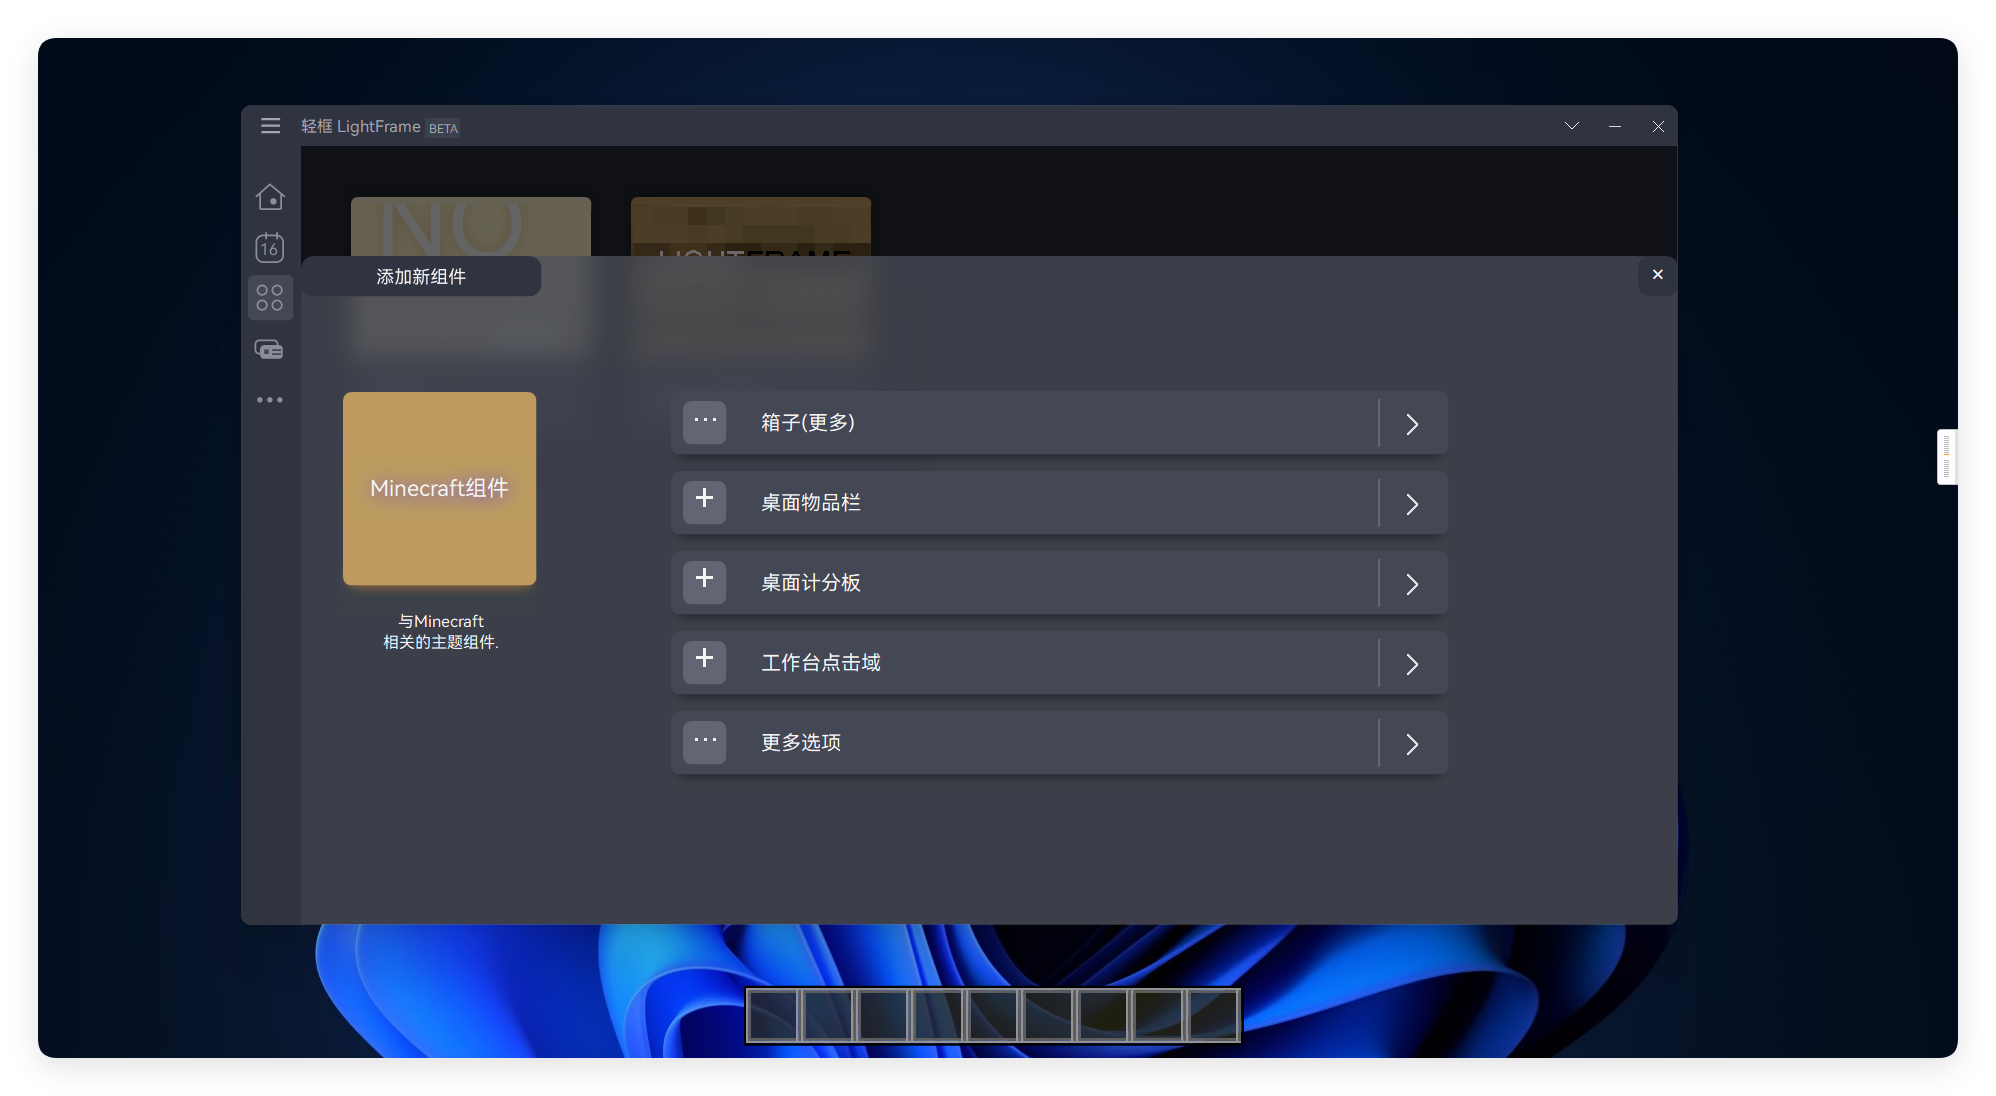 轻框 LightFrame BETA
NO
LIGHTFRAME
添加新组件
16
Minecraft组件
与Minecraft
相关的主题组件.
箱子(更多)
桌面物品栏
桌面计分板
工作台点击域
更多选项